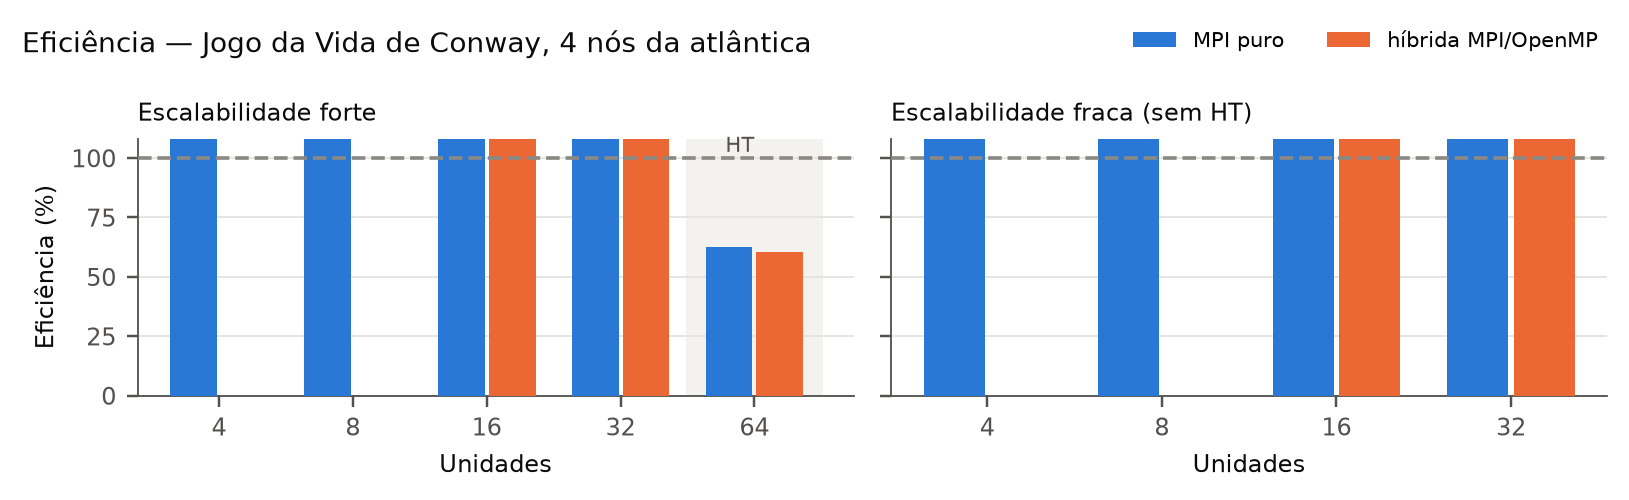 Eficiência — Jogo da Vida de Conway, 4 nós da atlântica
MPI puro
híbrida MPI/OpenMP
Escalabilidade forte
Escalabilidade fraca (sem HT)
HT
100
75
50
25
0
Eficiência (%)
4 8 16 32 64
4 8 16 32
Unidades
Unidades